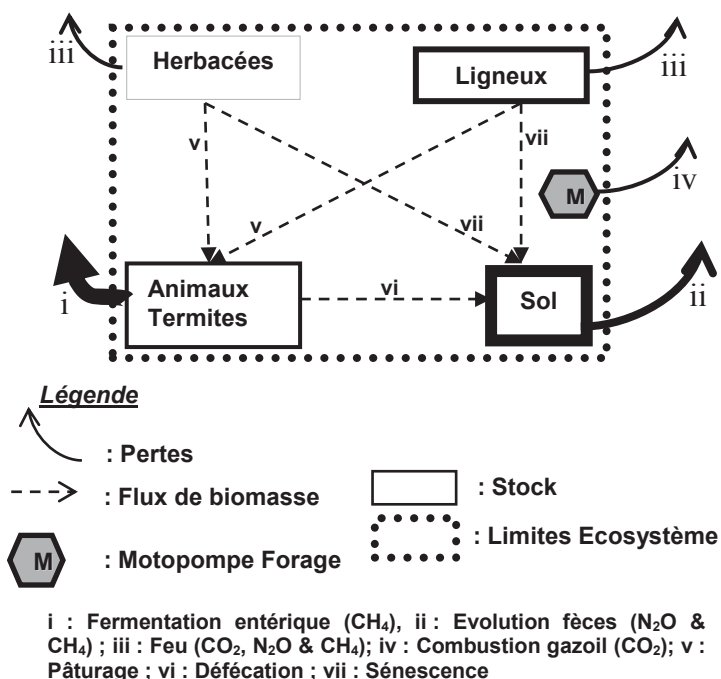 iii
Herbacées
Ligneux
iii
v
vii
M
iv
v
vii
i
Animaux
Termites
vi
Sol
ii
Légende
: Pertes
: Flux de biomasse
: Stock
M
: Motopompe Forage
: Limites Ecosystème
i : Fermentation entérique (CH₄), ii : Evolution fèces (N₂O &
CH₄) ; iii : Feu (CO₂, N₂O & CH₄); iv : Combustion gazoil (CO₂); v :
Pâturage ; vi : Défécation ; vii : Sénescence